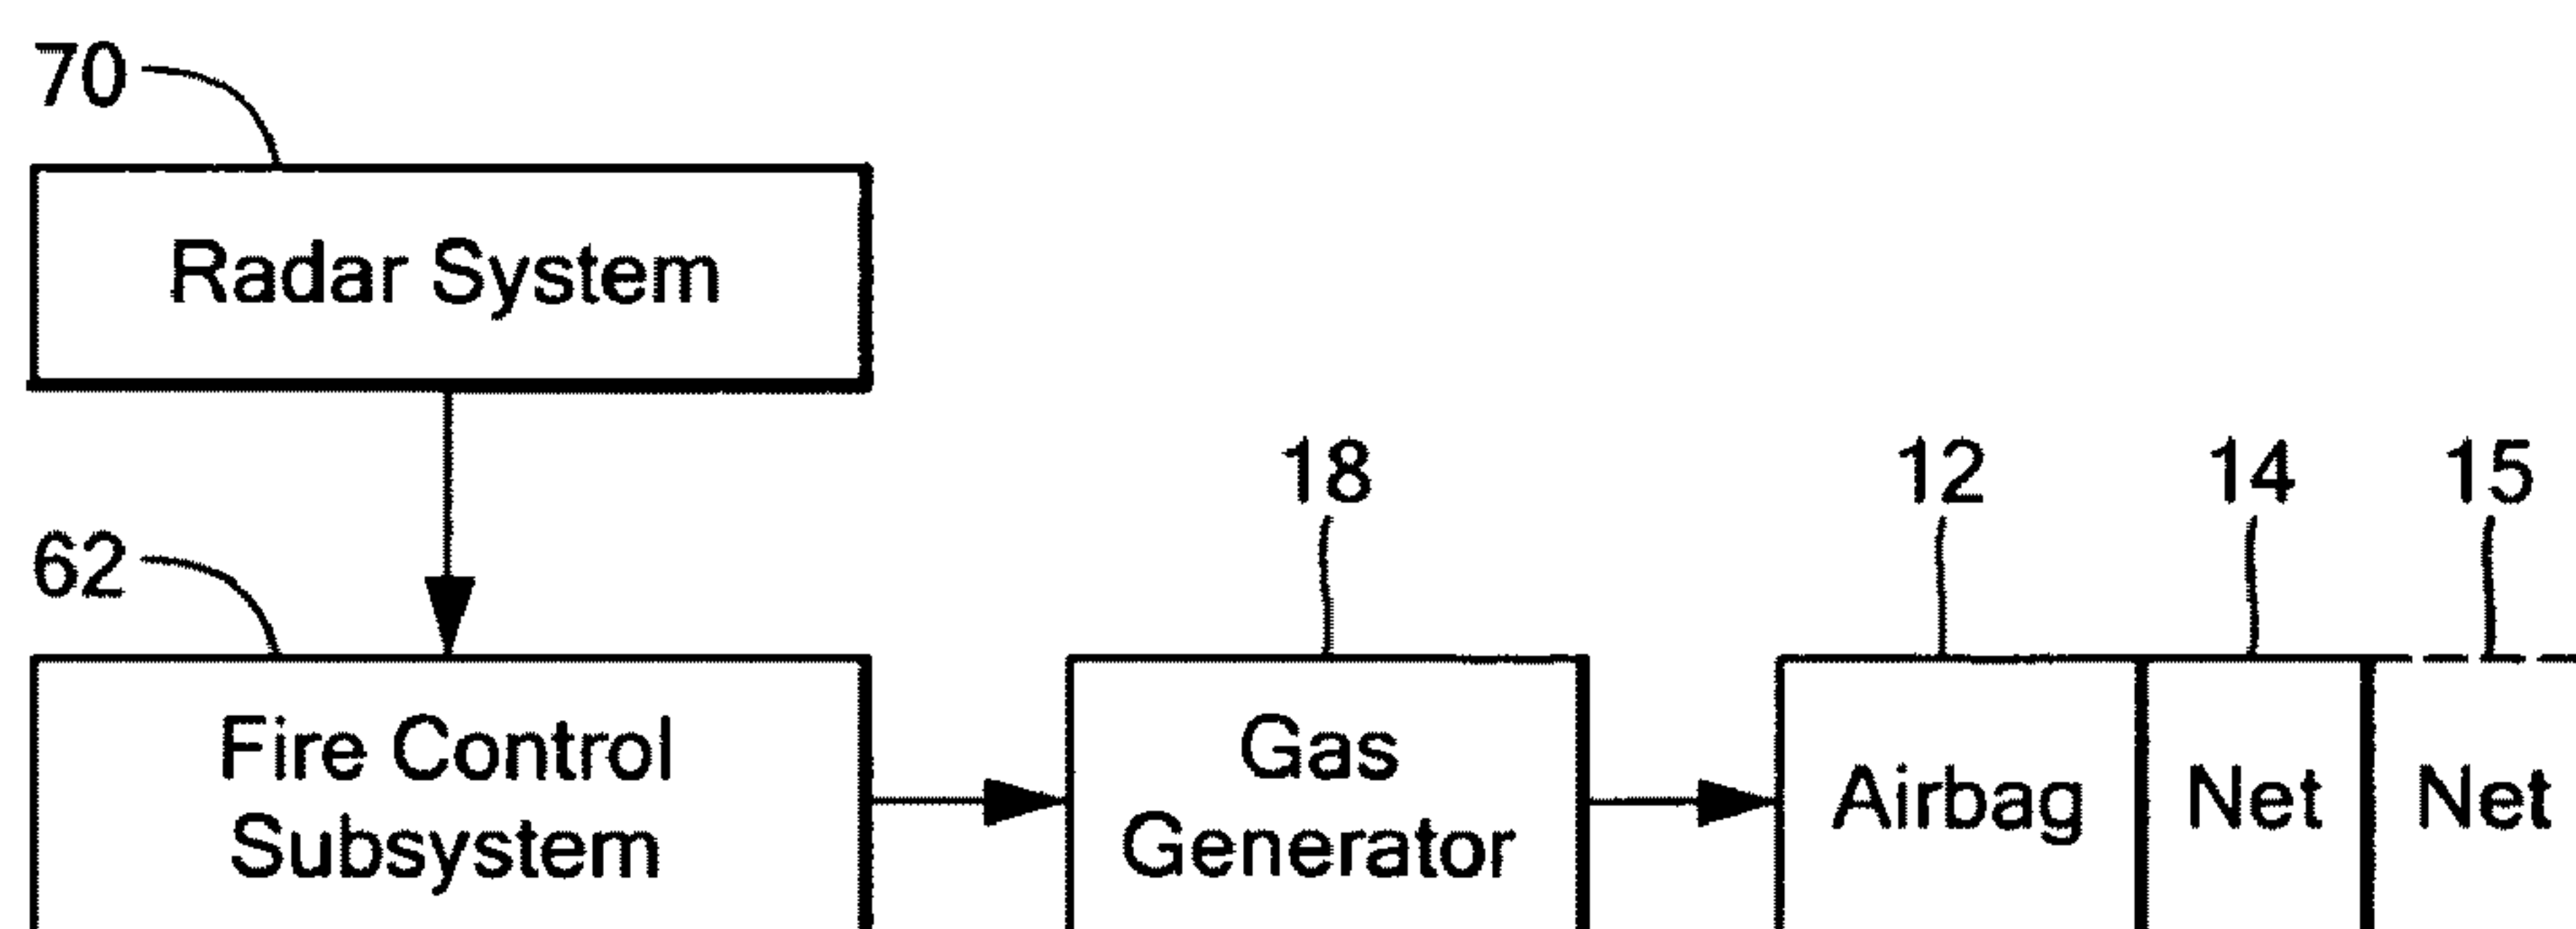 70
Radar System
18
12
14
15
62
Fire Control
Subsystem
Gas
Generator
Airbag
Net
Net